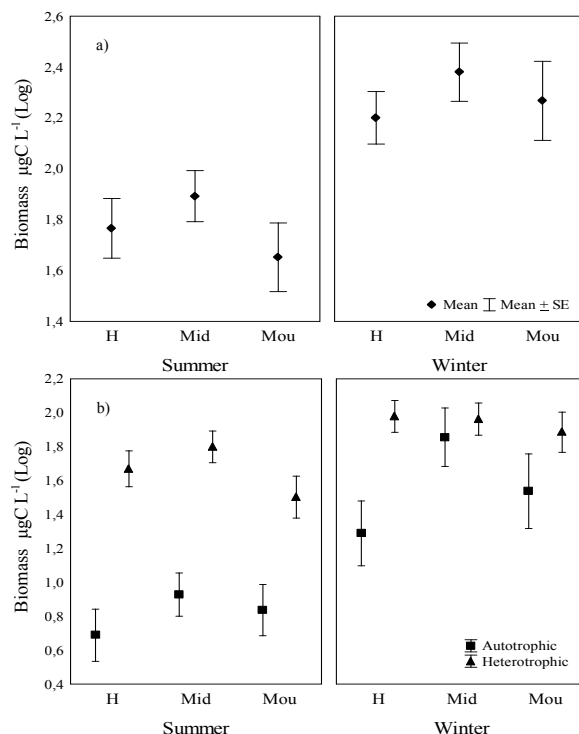 a)
Biomass µgC L-1 (Log)
2,6
2,4
2,2
2,0
1,8
1,6
1,4
H Mid Mou
Summer
H Mid Mou
Winter
Mean Mean ± SE
b)
Biomass µgC L-1 (Log)
2,2
2,0
1,8
1,6
1,4
1,2
1,0
0,8
0,6
0,4
H Mid Mou
Summer
Autotrophic
Heterotrophic
H Mid Mou
Winter